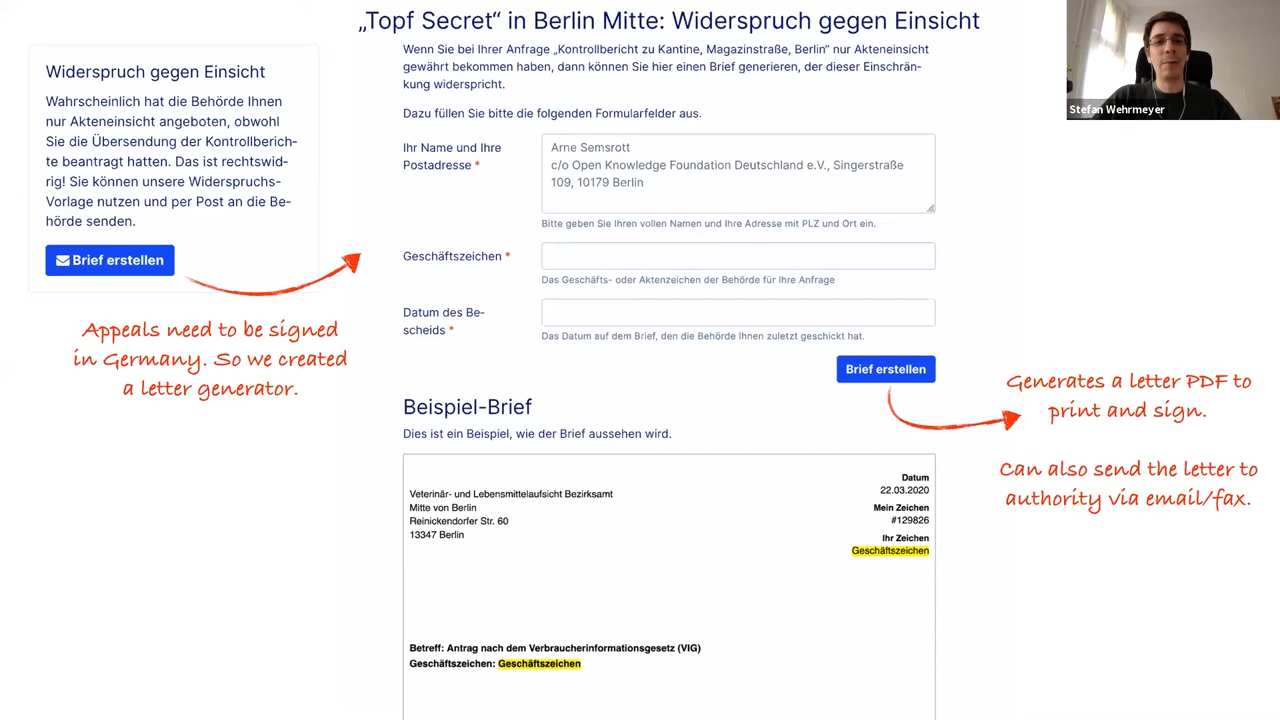 „Topf Secret“ in Berlin Mitte: Widerspruch gegen Einsicht
Wenn Sie bei Ihrer Anfrage „Kontrollbericht zu Kantine, Magazinstraße, Berlin“ nur Akteneinsicht
gewährt bekommen haben, dann können Sie hier einen Brief generieren, der dieser Einschrän-
kung widerspricht.
Dazu füllen Sie bitte die folgenden Formularfelder aus.
Widerspruch gegen Einsicht
Wahrscheinlich hat die Behörde Ihnen
nur Akteneinsicht angeboten, obwohl
Sie die Übersendung der Kontrollberich-
te beantragt hatten. Das ist rechtswid-
rig! Sie können unsere Widerspruchs-
Vorlage nutzen und per Post an die Be-
hörde senden.
Brief erstellen
Appeals need to be signed
in Germany. So we created
a letter generator.
Ihr Name und Ihre
Postadresse *
Arne Semsrott
c/o Open Knowledge Foundation Deutschland e.V., Singerstraße
109, 10179 Berlin
Bitte geben Sie Ihren vollen Namen und Ihre Adresse mit PLZ und Ort ein.
Geschäftszeichen *
Das Geschäfts- oder Aktenzeichen der Behörde für Ihre Anfrage
Datum des Be-
scheids *
Das Datum auf dem Brief, den die Behörde Ihnen zuletzt geschickt hat.
Brief erstellen
Generates a letter PDF to
print and sign.
Can also send the letter to
authority via email/fax.
Beispiel-Brief
Dies ist ein Beispiel, wie der Brief aussehen wird.
Veterinär- und Lebensmittelaufsicht Bezirksamt
Mitte von Berlin
Reinickendorfer Str. 60
13347 Berlin
Datum
22.03.2020
Mein Zeichen
#129826
Ihr Zeichen
Geschäftszeichen
Betreff: Antrag nach dem Verbraucherinformationsgesetz (VIG)
Geschäftszeichen: Geschäftszeichen
Stefan Wehrmeyer